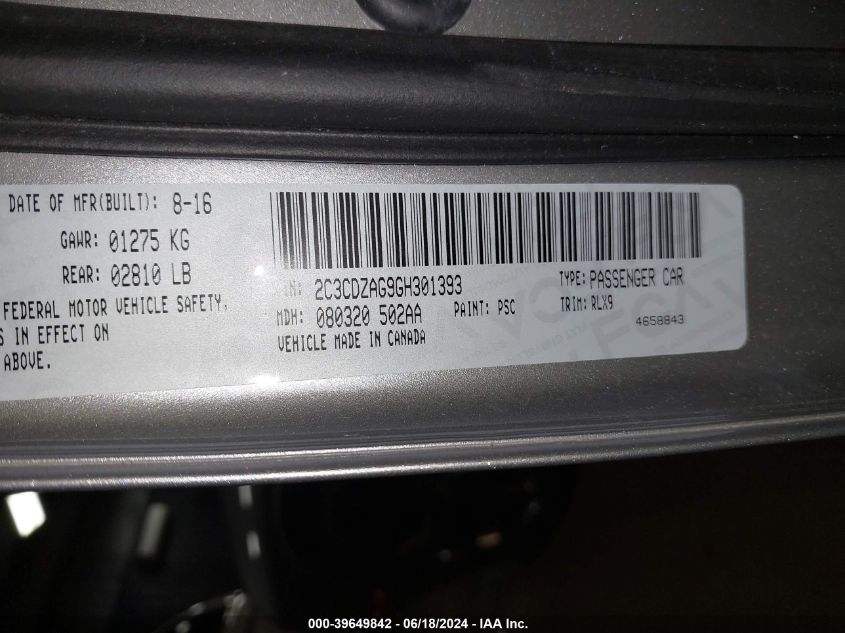 DATE OF MFR(BUILT): 8-16
GAWR: 01275 KG
REAR: 02810 LB
FEDERAL MOTOR VEHICLE SAFETY,
S IN EFFECT ON
ABOVE.
IN: 2C3CDZAG9GH301393
TYPE: PASSENGER CAR
MDH: 080320 502AA
PAINT: PSC
TRIM: RLX9
VEHICLE MADE IN CANADA
4658843
000-39649842 - 06/18/2024 - IAA Inc.